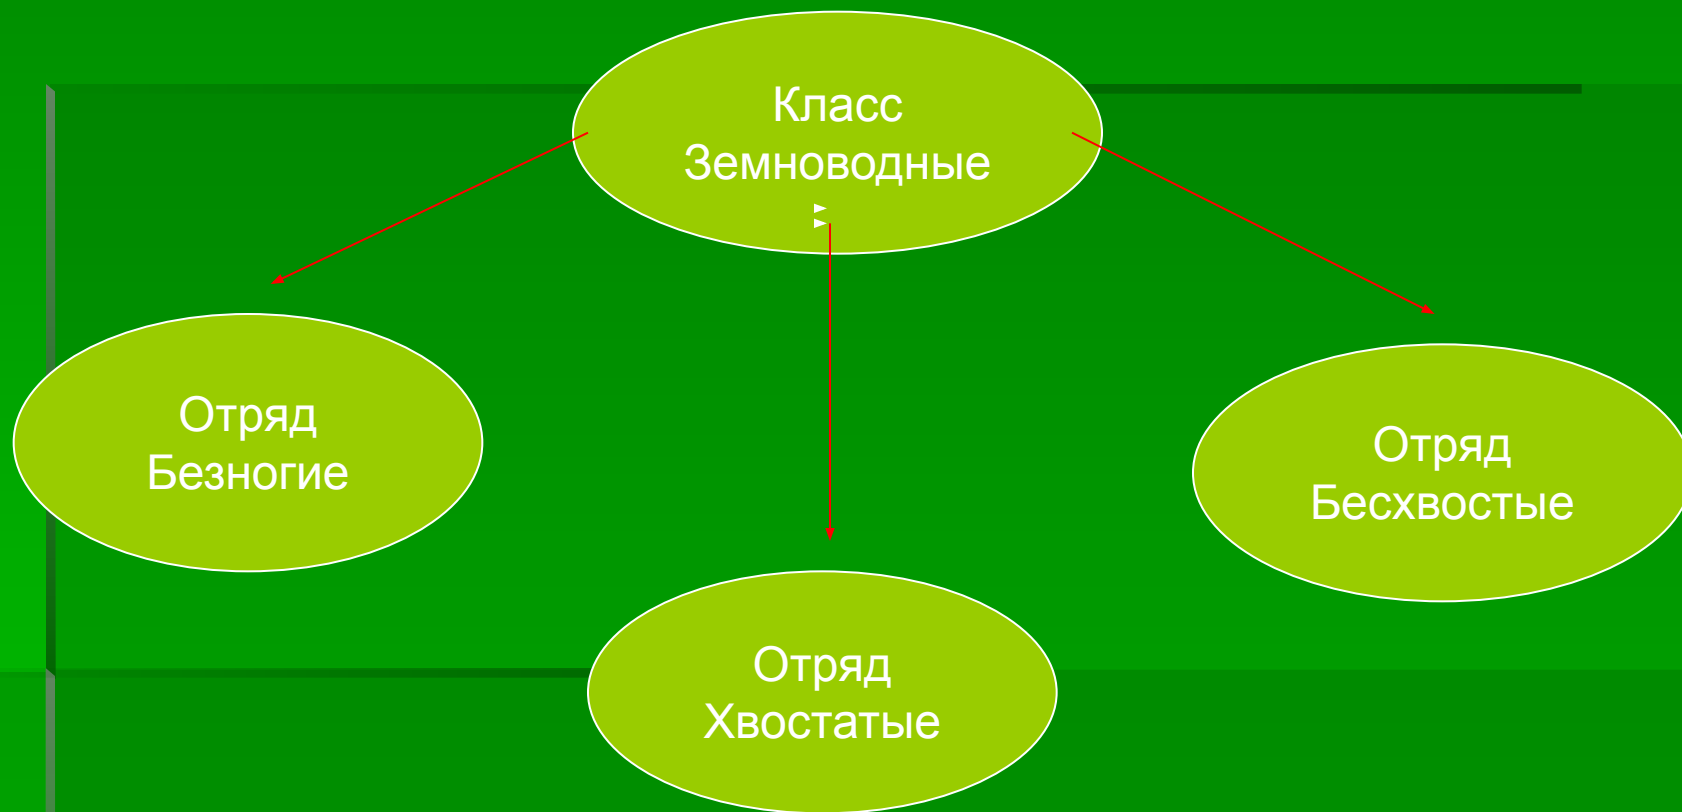 Класс
Земноводные
Отряд
Безногие
Отряд
Бесхвостые
Отряд
Хвостатые